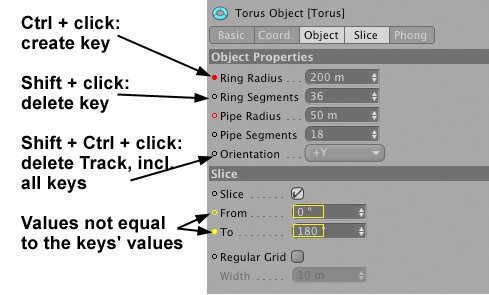 Ctrl + click:
create key
Shift + click:
delete key
Shift + Ctrl + click:
delete Track, incl.
all keys
Values not equal
to the keys' values
Torus Object [Torus]
Basic Coord. Object Slice Phong
Object Properties
Ring Radius . . . 200 m
Ring Segments 36
Pipe Radius . . 50 m
Pipe Segments 18
Orientation . . . . +Y
Slice
Slice . . . . . . .
From . . . . . . 0 °
To . . . . . . . . 180 °
Regular Grid
Width . . . . . . 10 m